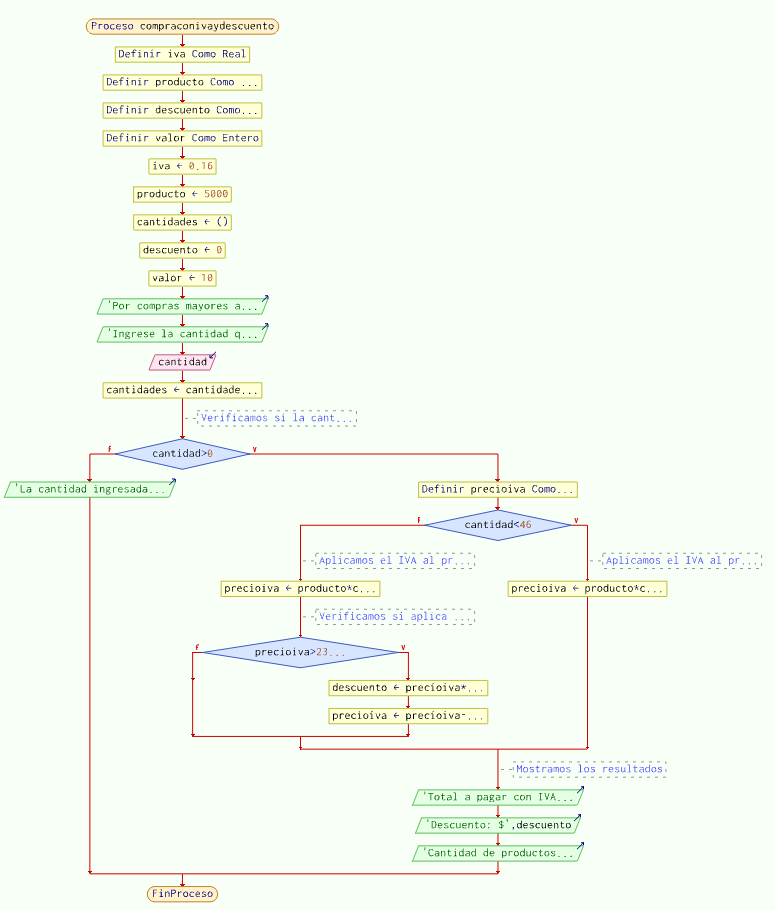 Proceso compraconivaydescuento
Definir iva Como Real
Definir producto Como ...
Definir descuento Como...
Definir valor Como Entero
iva ← 0.16
producto ← 5000
cantidades ← ()
descuento ← 0
valor ← 10
'Por compras mayores a...
'Ingrese la cantidad q...
cantidad
cantidades ← cantidade...
Verificamos si la cant...
F
cantidad>0
V
'La cantidad ingresada...
Definir precioiva Como...
F
cantidad<46
V
Aplicamos el IVA al pr...
Aplicamos el IVA al pr...
precioiva ← producto*c...
precioiva ← producto*c...
Verificamos si aplica ...
F
precioiva>23...
V
descuento ← precioiva*...
precioiva ← precioiva-...
Mostramos los resultados
'Total a pagar con IVA...
'Descuento: $',descuento
'Cantidad de productos...
FinProceso